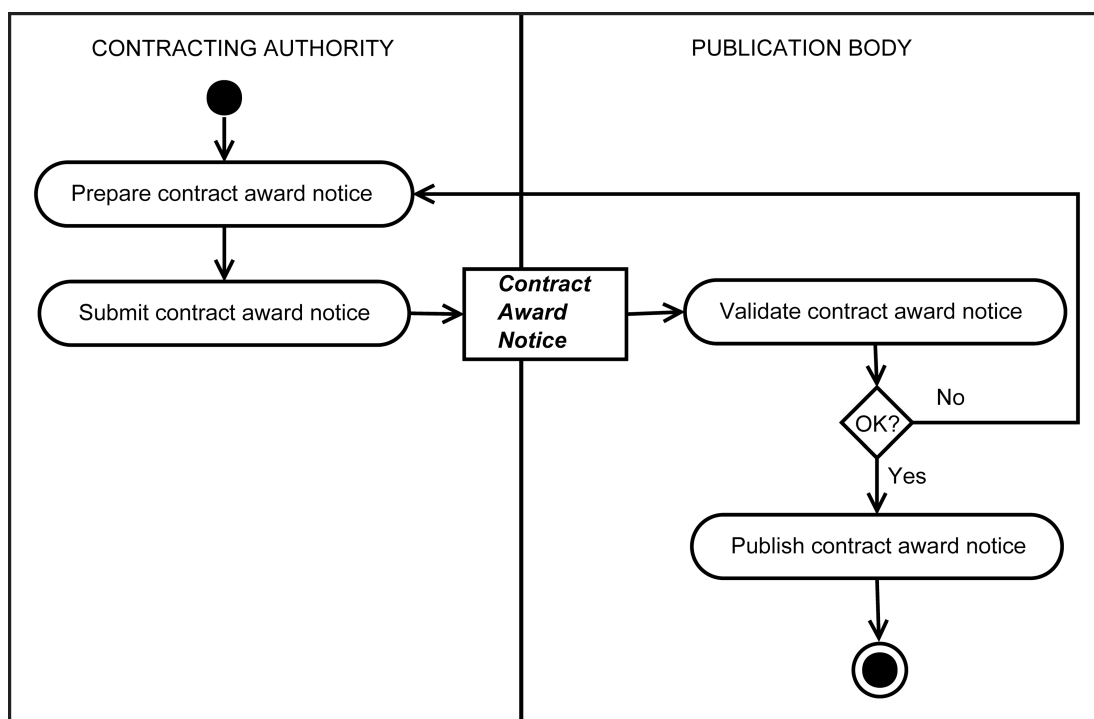 CONTRACTING AUTHORITY
PUBLICATION BODY
Prepare contract award notice
Submit contract award notice
Contract
Award
Notice
Validate contract award notice
No
OK?
Yes
Publish contract award notice